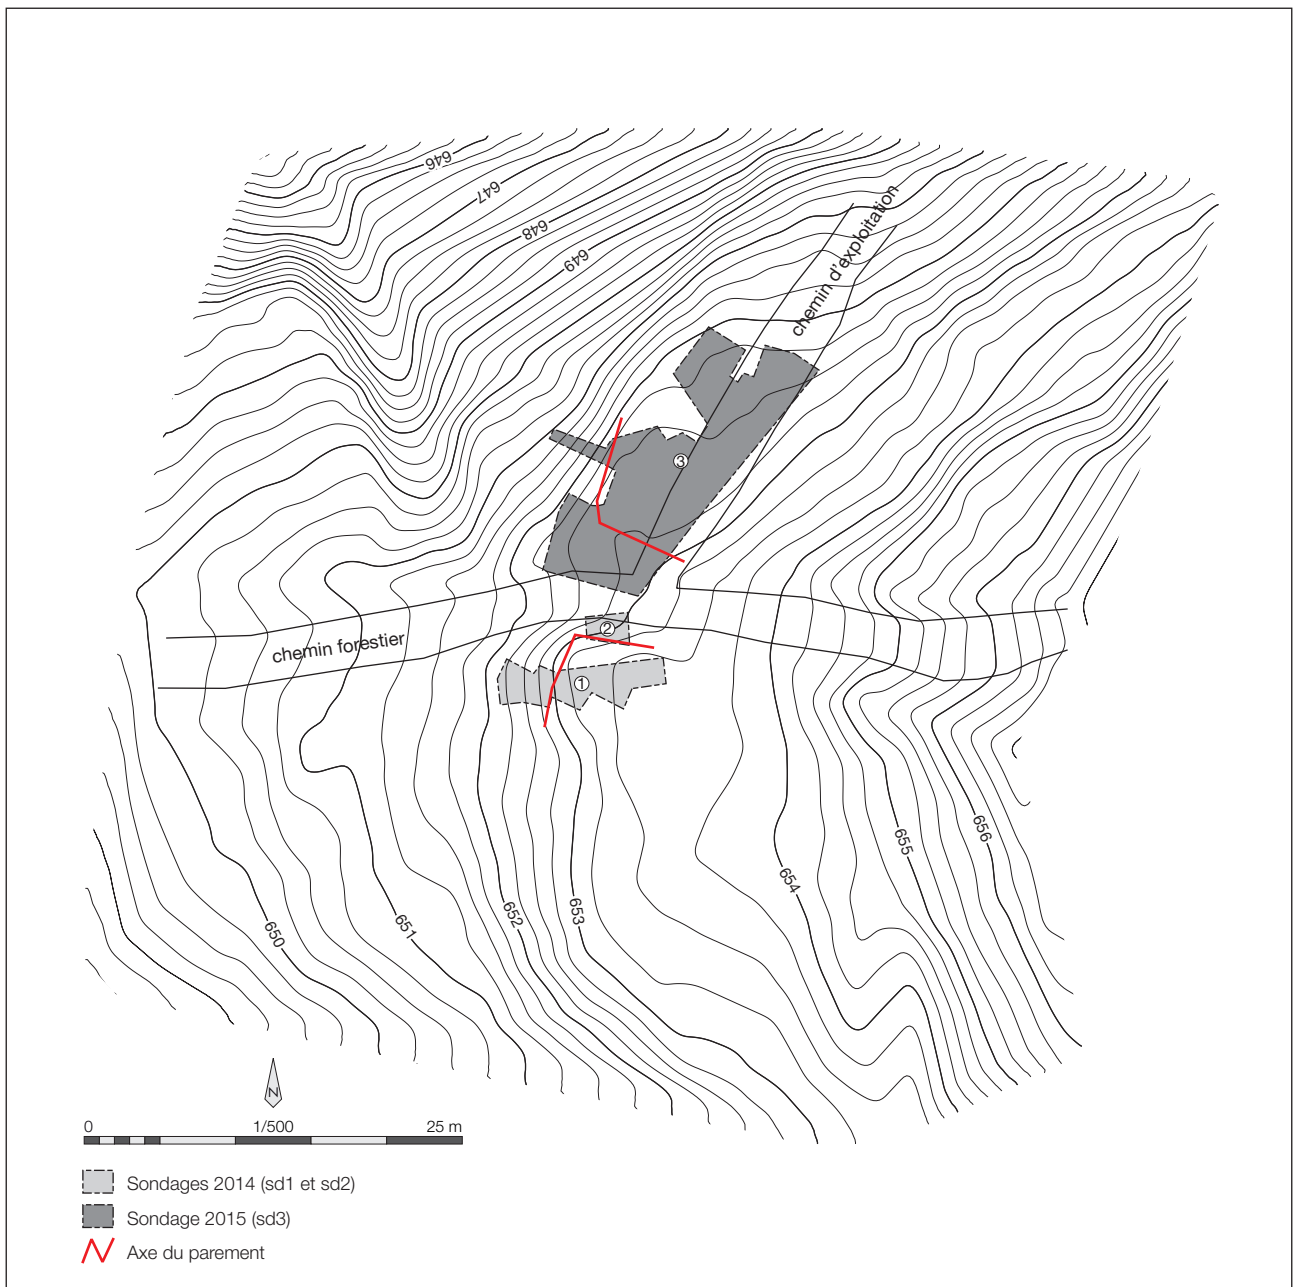 646
647
648
649
chemin d'exploitation
3
2
chemin forestier
1
656
655
654
653
652
651
650
N
0 1/500 25 m
Sondages 2014 (sd1 et sd2)
Sondage 2015 (sd3)
Axe du parement